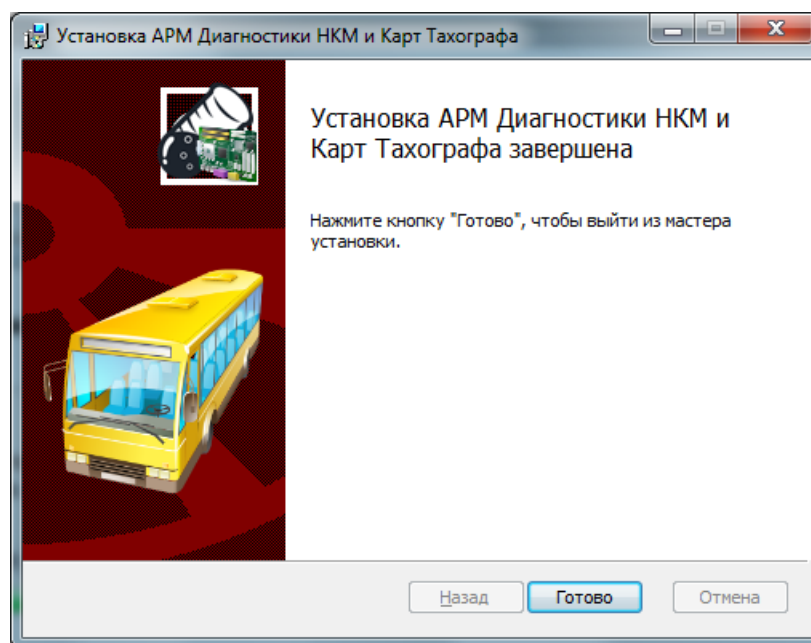 Установка АРМ Диагностики НКМ и Карт Тахографа
Установка АРМ Диагностики НКМ и
Карт Тахографа завершена
Нажмите кнопку "Готово", чтобы выйти из мастера
установки.
Назад
Готово
Отмена